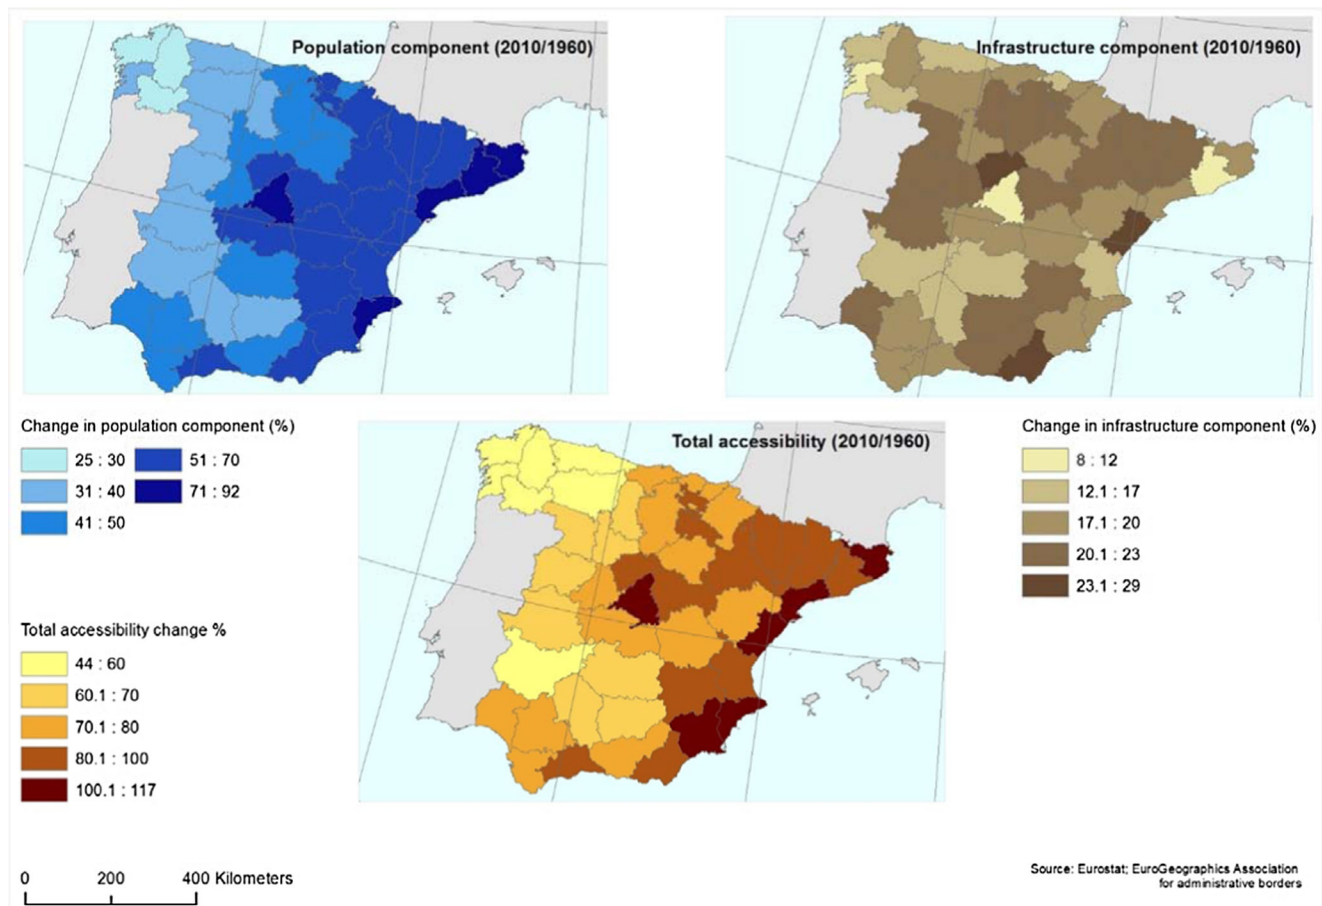 Population component (2010/1960)
Infrastructure component (2010/1960)
Change in population component (%)
25 : 30
51 : 70
31 : 40
71 : 92
41 : 50
Total accessibility (2010/1960)
Change in infrastructure component (%)
8 : 12
12.1 : 17
17.1 : 20
20.1 : 23
23.1 : 29
Total accessibility change %
44 : 60
60.1 : 70
70.1 : 80
80.1 : 100
100.1 : 117
0 200 400 Kilometers
Source: Eurostat; EuroGeographics Association
for administrative borders